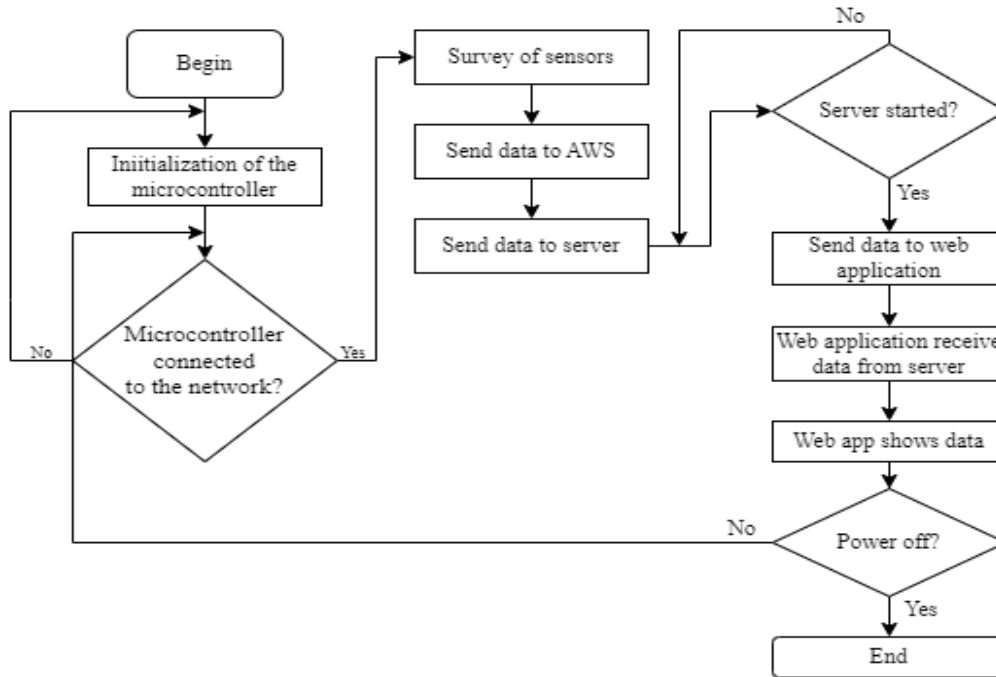 Begin
Iniitialization of the
microcontroller
Microcontroller
connected
to the network?
No
Yes
Survey of sensors
Send data to AWS
Send data to server
No
Server started?
Yes
Send data to web
application
Web application receive
data from server
Web app shows data
No
Power off?
Yes
End